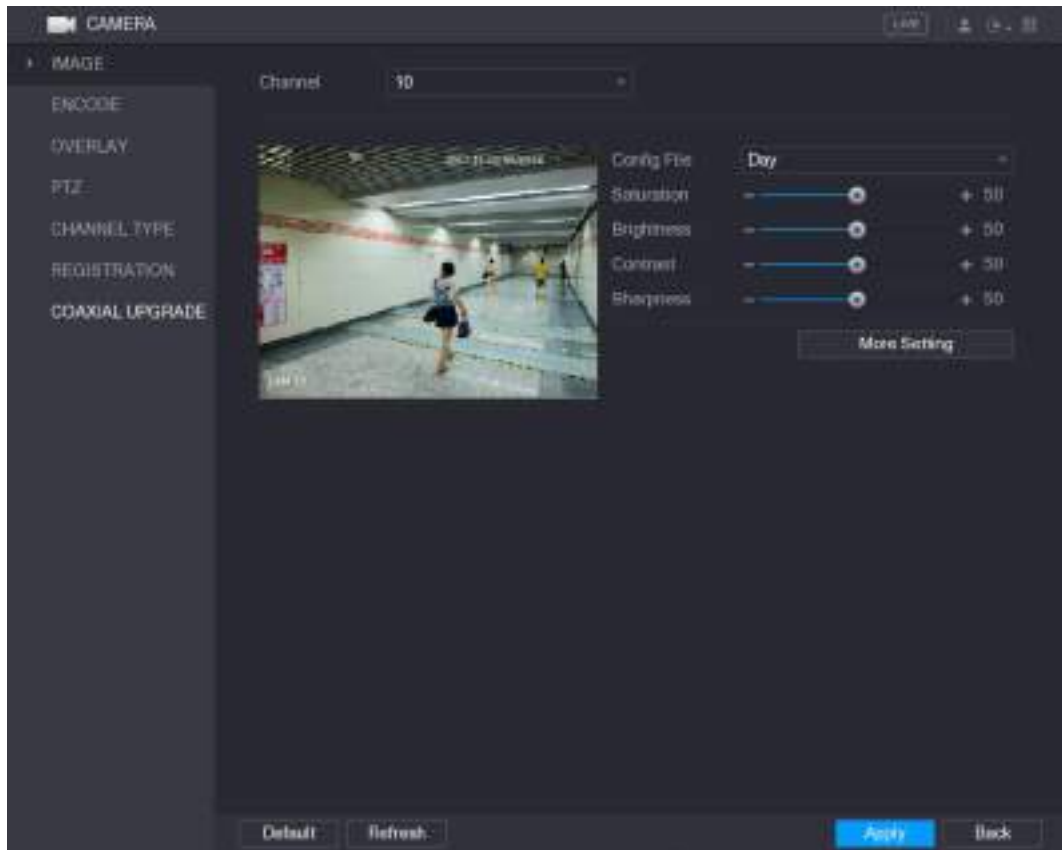 CAMERA
LIVE
IMAGE
ENCODE
OVERLAY
PTZ
CHANNEL TYPE
REGISTRATION
COAXIAL UPGRADE
Channel 10
Config File Day
Saturation - + 50
Brightness - + 50
Contrast - + 50
Sharpness - + 50
More Setting
Default Refresh Apply Back